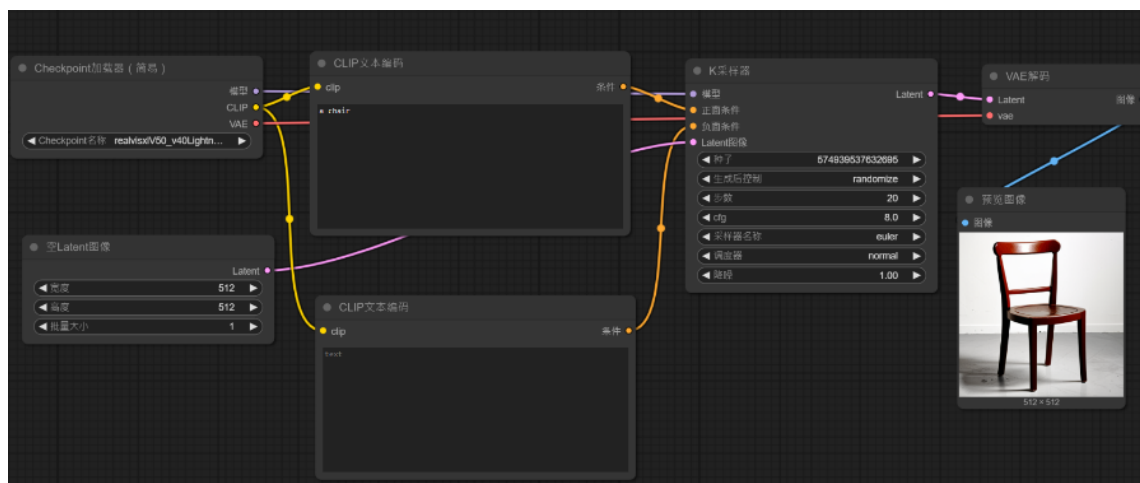 Checkpoint加载器（简易）
模型
CLIP
VAE
Checkpoint名称 realvisxlV50_v40Lightn...
空Latent图像
Latent
宽度 512
高度 512
批量大小 1
CLIP文本编码
clip 条件
a chair
CLIP文本编码
clip 条件
text
K采样器
模型 Latent
正面条件
负面条件
Latent图像
种子 574939537632695
生成后控制 randomize
步数 20
cfg 8.0
采样器名称 euler
调度器 normal
降噪 1.00
VAE解码
Latent 图像
vae
预览图像
图像
512 × 512